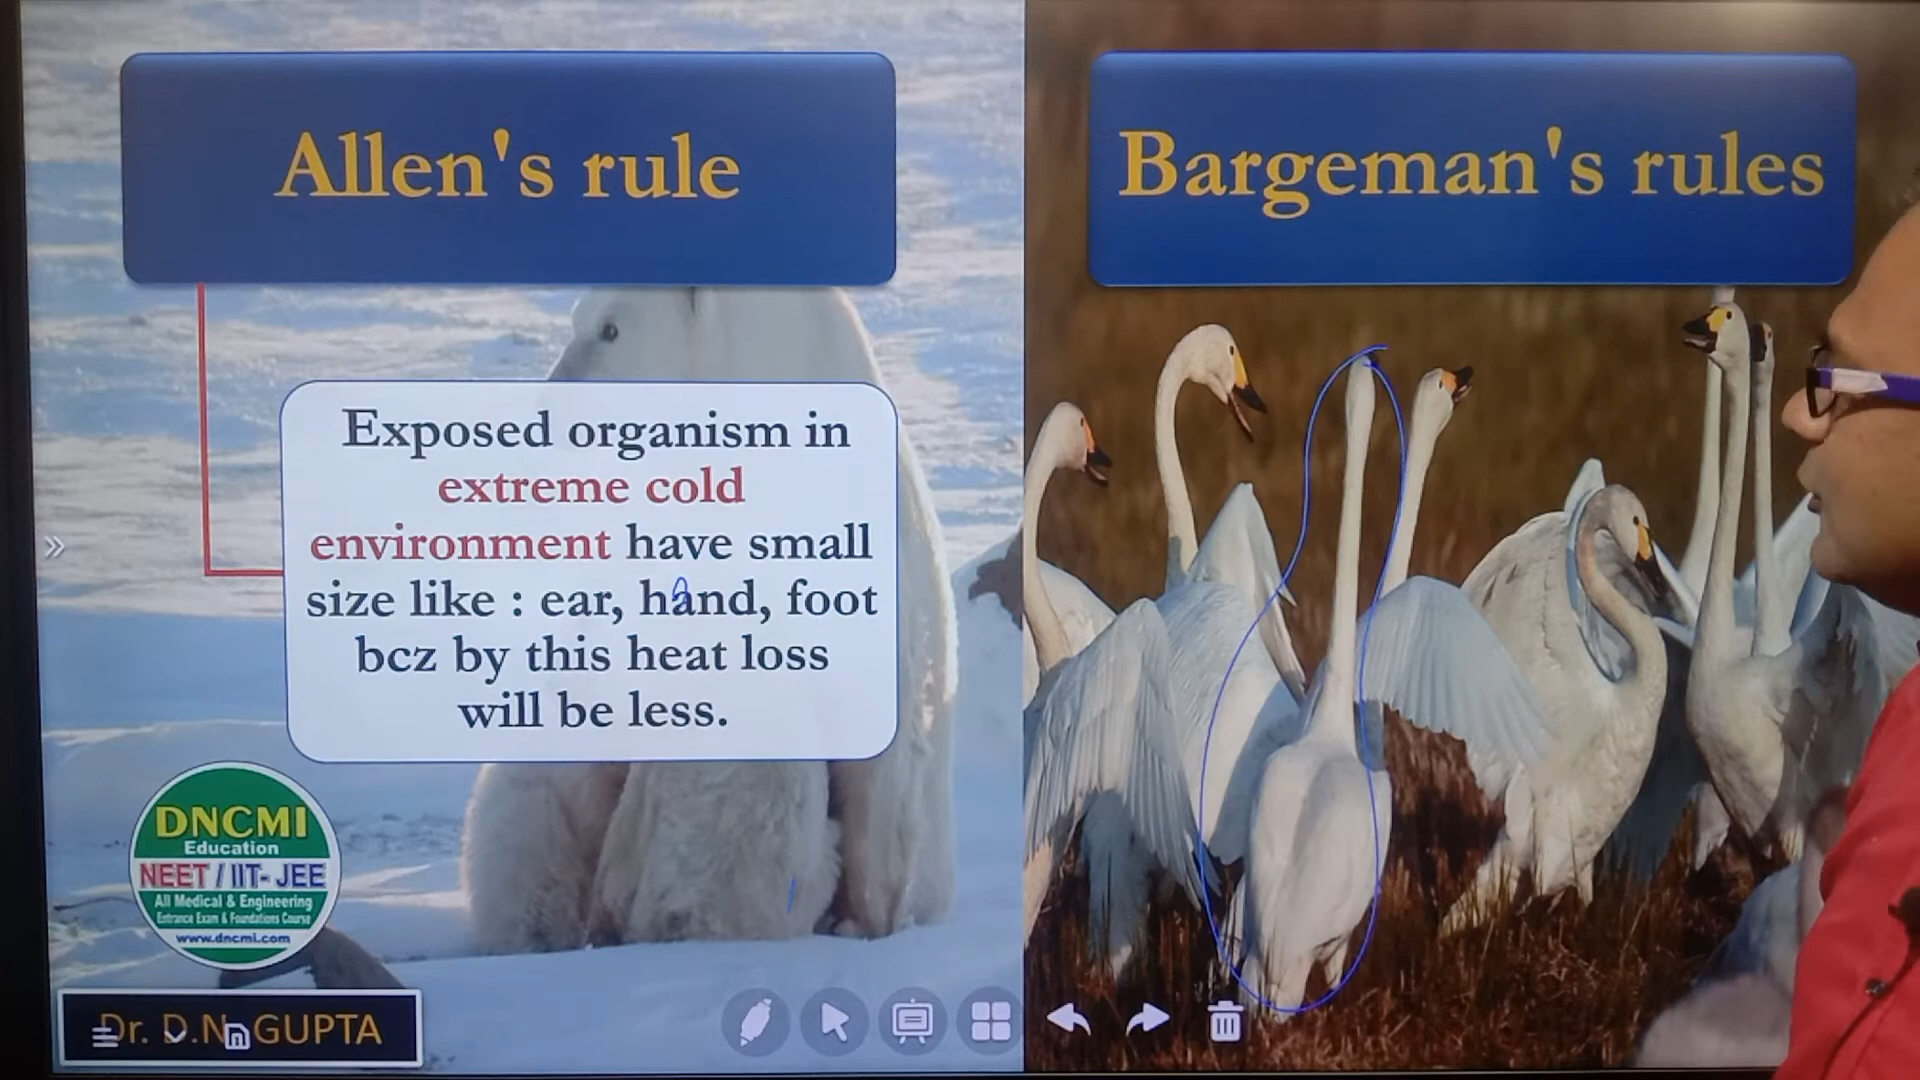 Allen's rule
Exposed organism in
extreme cold
environment have small
size like : ear, hand, foot
bcz by this heat loss
will be less.
Bargeman's rules
DNCMI
Education
NEET / IIT- JEE
All Medical & Engineering
Entrance Exam & Foundations Course
www.dncmi.com
Dr. D.N. GUPTA